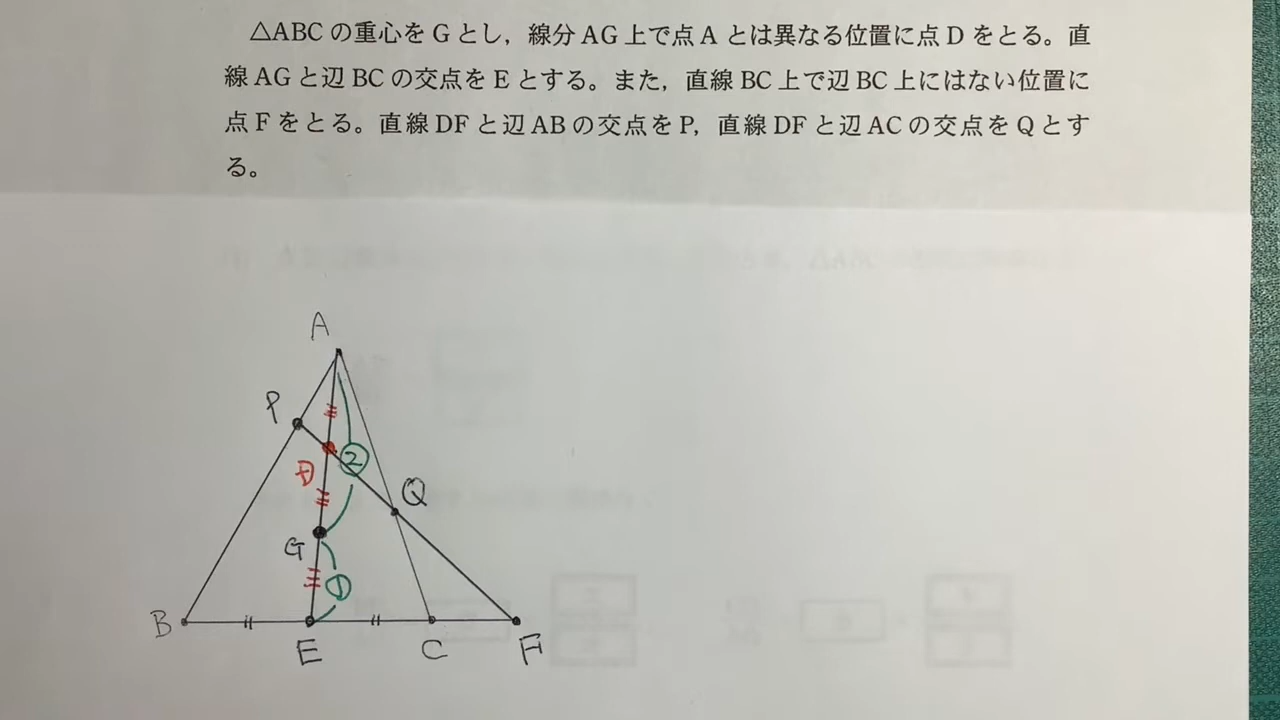 △ABC の重心を G とし，線分 AG 上で点 A とは異なる位置に点 D をとる。直
線 AG と辺 BC の交点を E とする。また，直線 BC 上で辺 BC 上にはない位置に
点 F をとる。直線 DF と辺 AB の交点を P，直線 DF と辺 AC の交点を Q とす
る。
A
P
D
②
Q
G
①
B
E
C
F